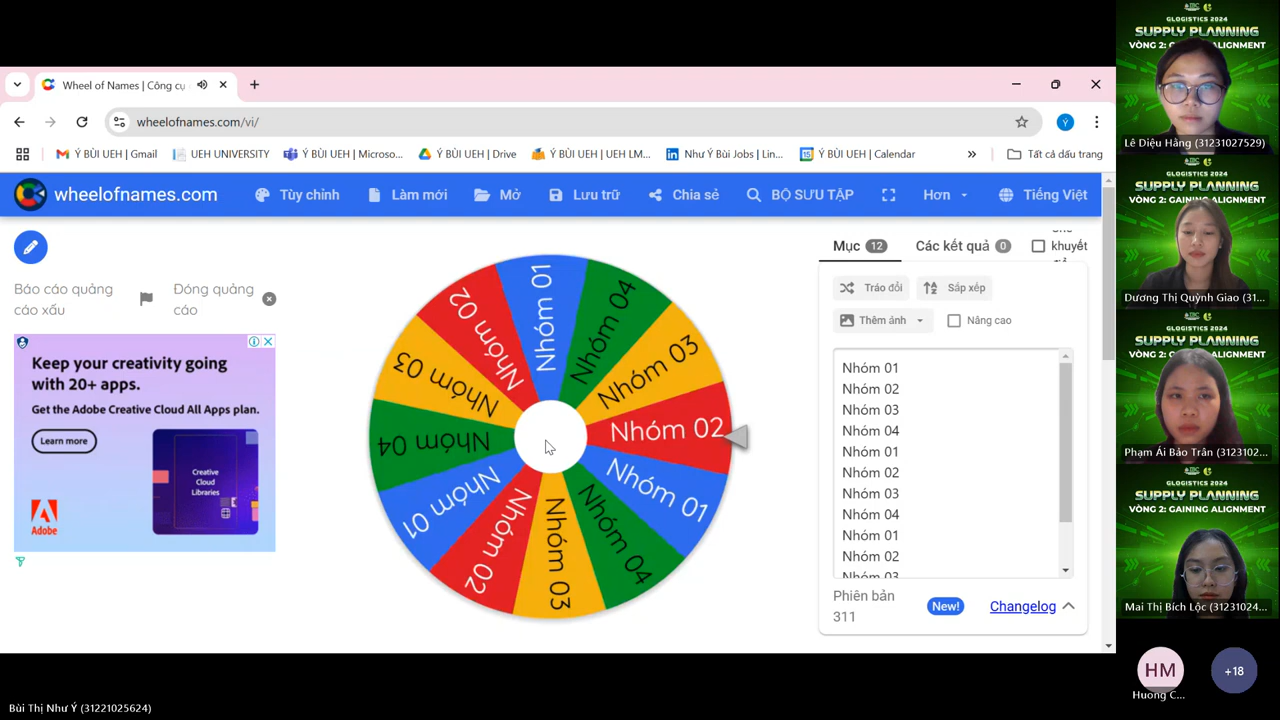 Wheel of Names | Công cụ
wheelofnames.com/vi/
Ý BÙI UEH | Gmail
UEH UNIVERSITY
Ý BÙI UEH | Microso...
Ý BÙI UEH | Drive
Ý BÙI UEH | UEH LM...
Như Ý Bùi Jobs | Lin...
Ý BÙI UEH | Calendar
»
Tất cả dấu trang
wheelofnames.com
Tùy chỉnh
Làm mới
Mở
Lưu trữ
Chia sẻ
BỘ SƯU TẬP
Hơn
Tiếng Việt
Báo cáo quảng
cáo xấu
Đóng quảng
cáo
Keep your creativity going
with 20+ apps.
Get the Adobe Creative Cloud All Apps plan.
Learn more
Creative
Cloud
Libraries
Adobe
Nhóm 01
Nhóm 04
Nhóm 03
Nhóm 02
Nhóm 01
Nhóm 04
Nhóm 03
Nhóm 02
Nhóm 01
Nhóm 04
Nhóm 03
Nhóm 02
Mục 12
Các kết quả 0
khuyết
Tráo đổi
Sắp xếp
Thêm ảnh
Nâng cao
Nhóm 01
Nhóm 02
Nhóm 03
Nhóm 04
Nhóm 01
Nhóm 02
Nhóm 03
Nhóm 04
Nhóm 01
Nhóm 02
Nhóm 03
Phiên bản
311
New!
Changelog
GLOGISTICS 2024
SUPPLY PLANNING
VÒNG 2: GAINING ALIGNMENT
Lê Diệu Hằng (31231027529)
GLOGISTICS 2024
SUPPLY PLANNING
VÒNG 2: GAINING ALIGNMENT
Dương Thị Quỳnh Giao (31...
GLOGISTICS 2024
SUPPLY PLANNING
VÒNG 2: GAINING ALIGNMENT
Phạm Ái Bảo Trân (3123102...
GLOGISTICS 2024
SUPPLY PLANNING
VÒNG 2: GAINING ALIGNMENT
Mai Thị Bích Lộc (31231024...
HM
+18
Huong C...
Bùi Thị Như Ý (31221025624)